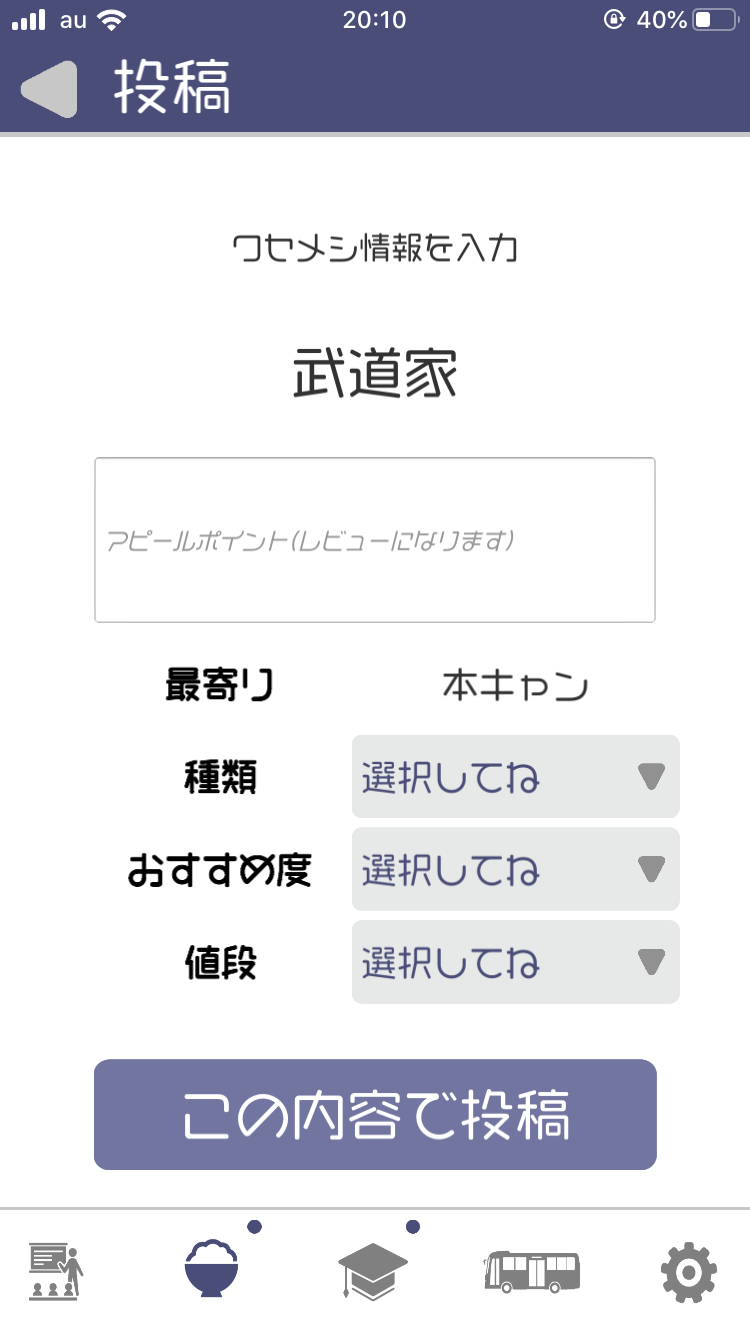 au 20:10 40%
投稿
ワセメシ情報を入力
武道家
アピールポイント(レビューになります)
最寄り 本キャン
種類 選択してね
おすすめ度 選択してね
値段 選択してね
この内容で投稿